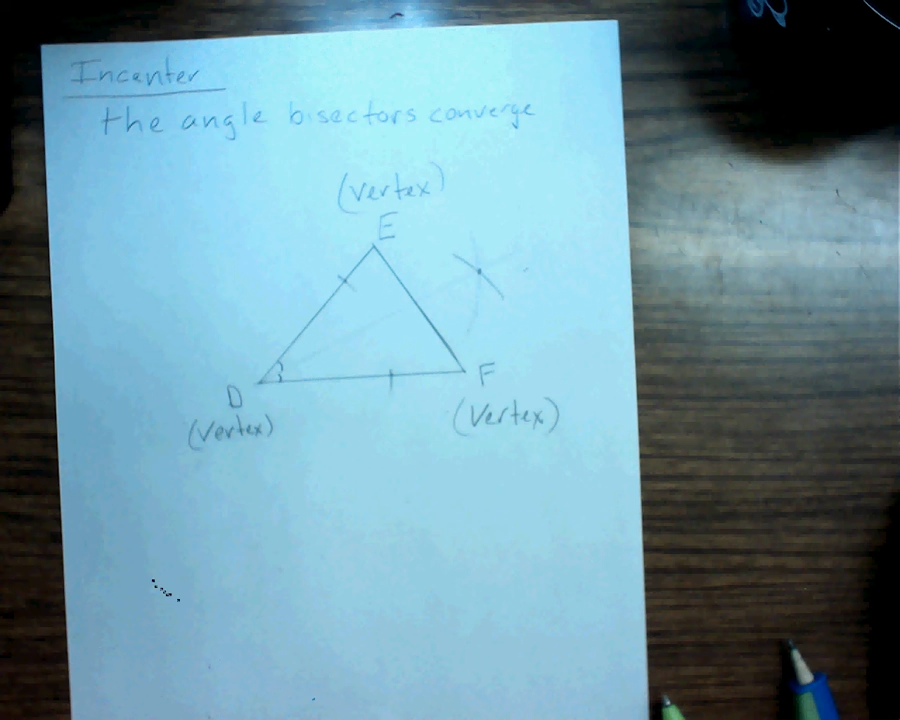 Incenter
the angle bisectors converge
(vertex)
E
D
F
(vertex)
(vertex)